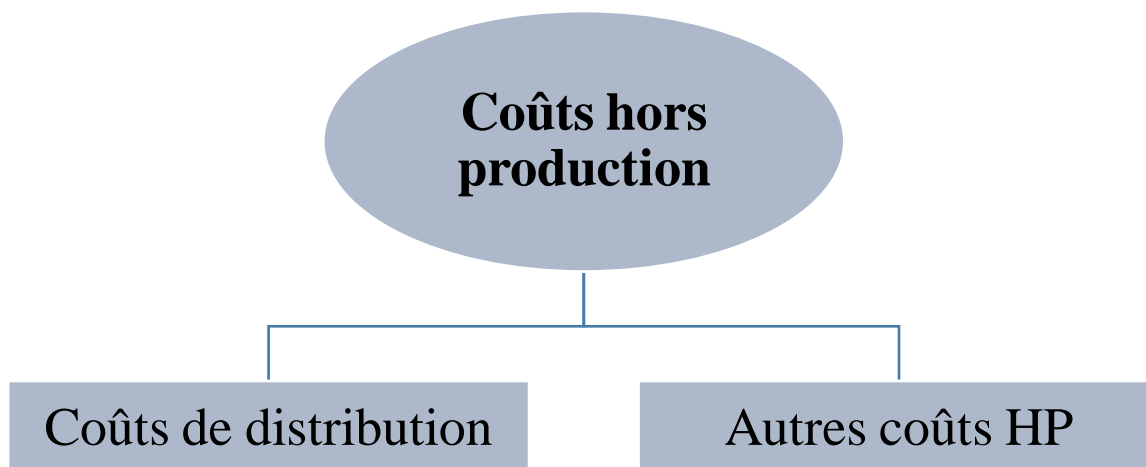 Coûts hors
production
Coûts de distribution
Autres coûts HP